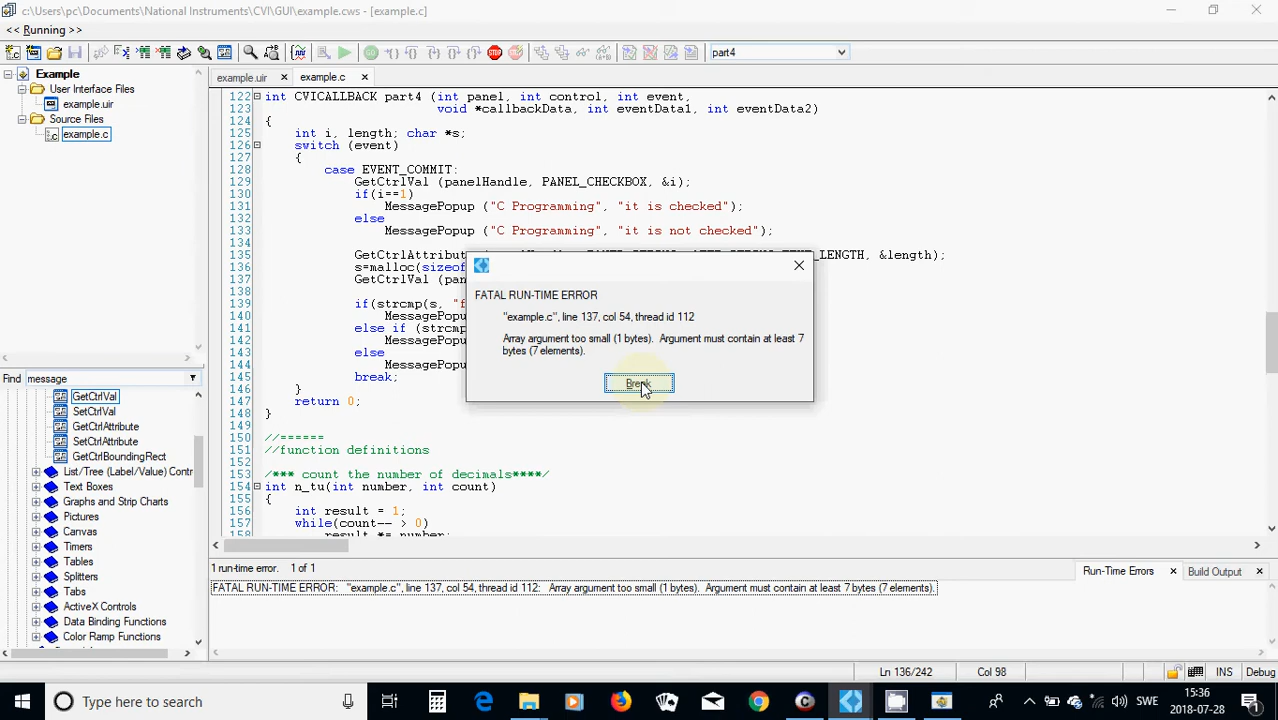 c:\Users\pc\Documents\National Instruments\CVI\GUI\example.cws - [example.c]
<< Running >>
part4
Example
User Interface Files
example.uir
Source Files
example.c
example.uir
example.c
122 int CVICALLBACK part4 (int panel, int control, int event,
123 void *callbackData, int eventData1, int eventData2)
124 {
125 int i, length; char *s;
126 switch (event)
127 {
128 case EVENT_COMMIT:
129 GetCtrlVal (panelHandle, PANEL_CHECKBOX, &i);
130 if(i==1)
131 MessagePopup ("C Programming", "it is checked");
132 else
133 MessagePopup ("C Programming", "it is not checked");
134
135 GetCtrlAttribut LENGTH, &length);
136 s=malloc(sizeof
137 GetCtrlVal (pan
138
139 if(strcmp(s, "f
140 MessagePopu
141 else if (strcmp
142 MessagePopu
143 else
144 MessagePopu
145 break;
146 }
147 return 0;
148 }
149
150 //======
151 //function definitions
152
153 /*** count the number of decimals****/
154 int n_tu(int number, int count)
155 {
156 int result = 1;
157 while(count-- > 0)
158 result *= number;
FATAL RUN-TIME ERROR
"example.c", line 137, col 54, thread id 112
Array argument too small (1 bytes). Argument must contain at least 7
bytes (7 elements).
Break
Find message
GetCtrlVal
SetCtrlVal
GetCtrlAttribute
SetCtrlAttribute
GetCtrlBoundingRect
List/Tree (Label/Value) Contr
Text Boxes
Graphs and Strip Charts
Pictures
Canvas
Timers
Tables
Splitters
Tabs
ActiveX Controls
Data Binding Functions
Color Ramp Functions
1 run-time error. 1 of 1
Run-Time Errors
Build Output
FATAL RUN-TIME ERROR: "example.c", line 137, col 54, thread id 112: Array argument too small (1 bytes). Argument must contain at least 7 bytes (7 elements).
Ln 136/242 Col 98 INS Debug
Type here to search
SWE
15:36
2018-07-28